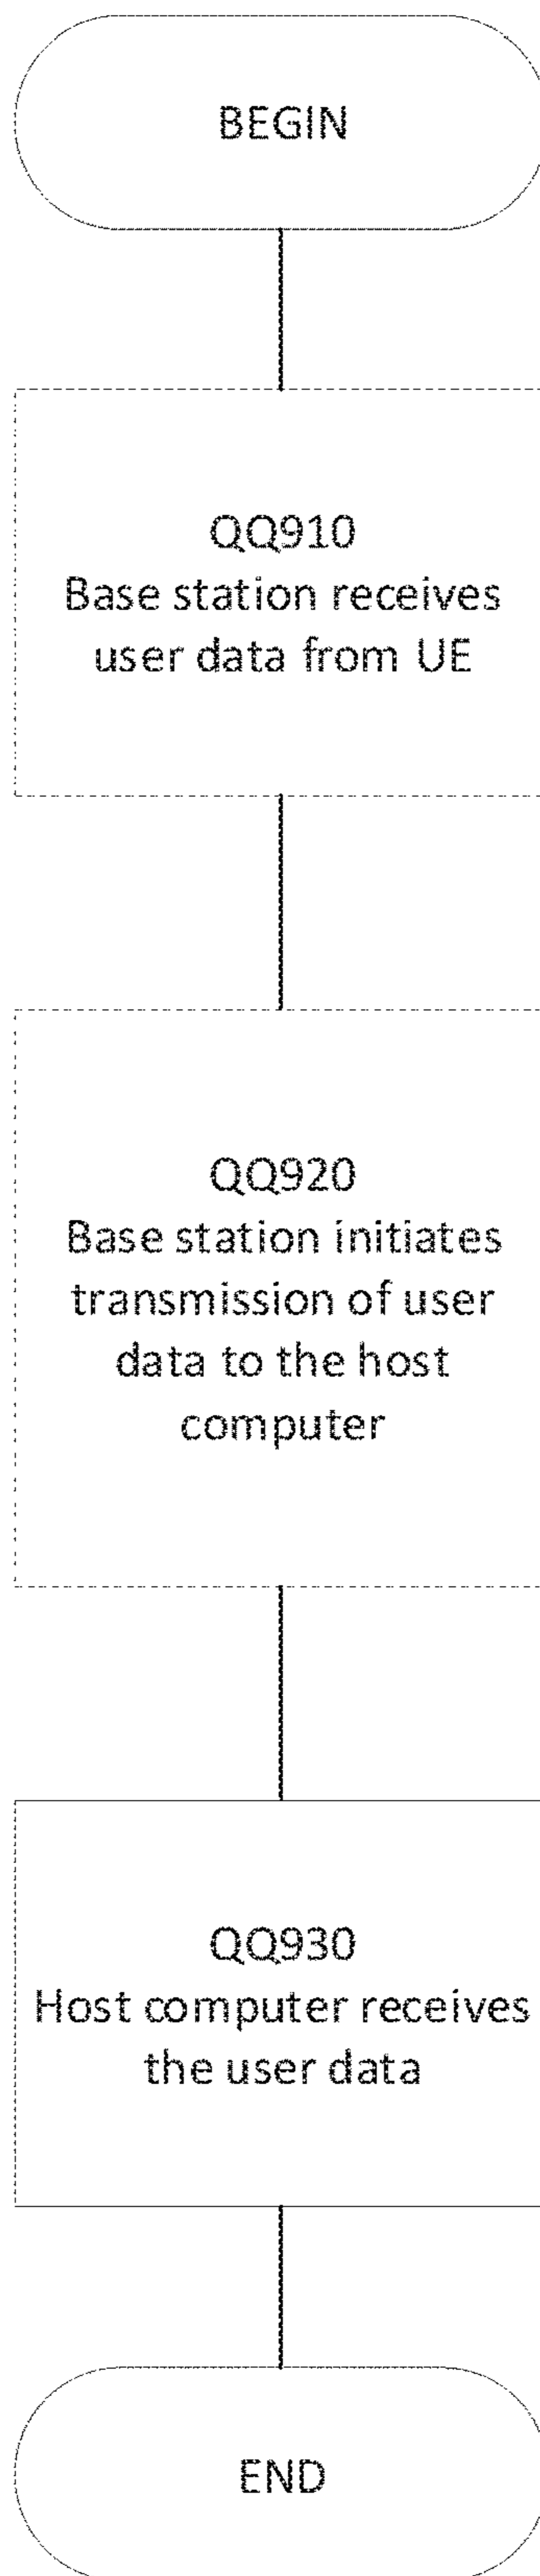 BEGIN
QQ910
Base station receives
user data from UE
QQ920
Base station initiates
transmission of user
data to the host
computer
QQ930
Host computer receives
the user data
END